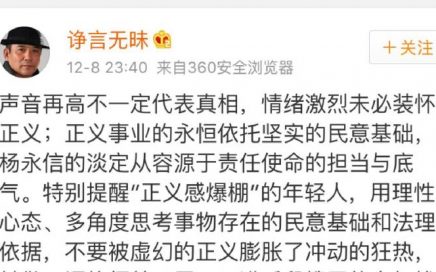 诤言无昧
+关注
12-8 23:40 来自360安全浏览器
声音再高不一定代表真相，情绪激烈未必装怀
正义；正义事业的永恒依托坚实的民意基础，
杨永信的淡定从容源于责任使命的担当与底
气。特别提醒“正义感爆棚”的年轻人，用理性
心态、多角度思考事物存在的民意基础和法理
依据，不要被虚幻的正义膨胀了冲动的狂热，